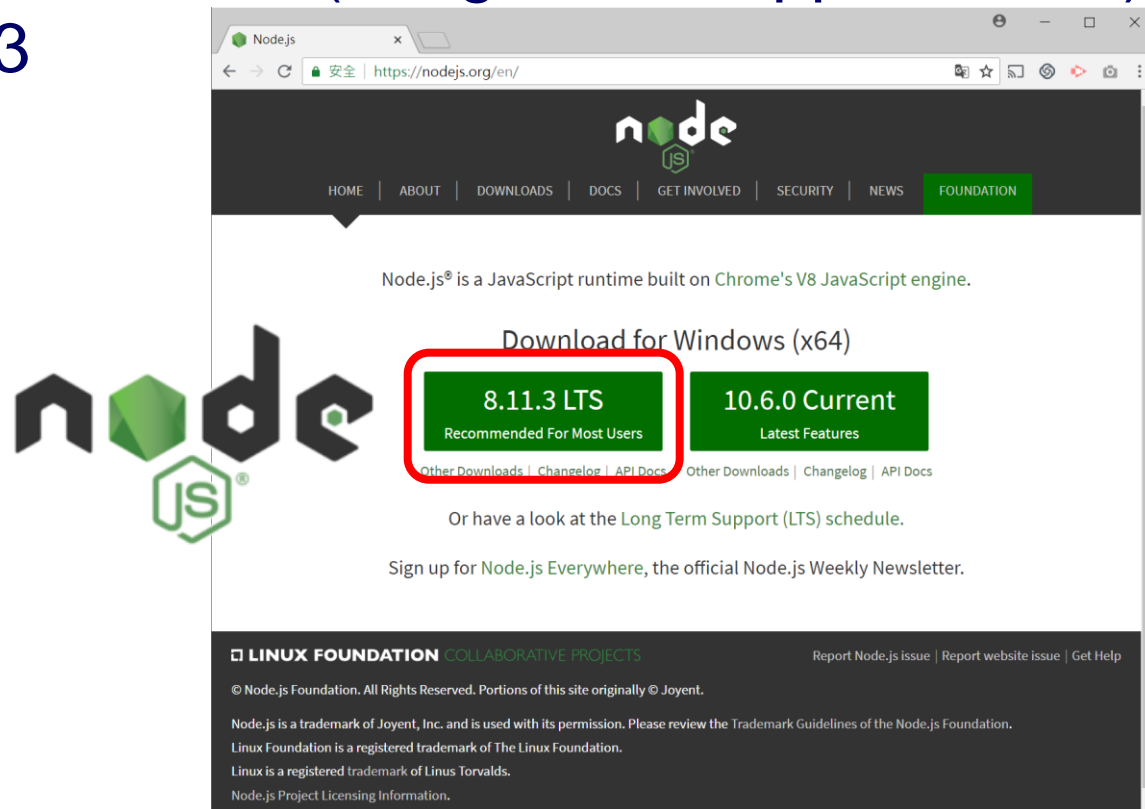 3
Node.js
安全 | https://nodejs.org/en/
node
JS
HOME | ABOUT | DOWNLOADS | DOCS | GET INVOLVED | SECURITY | NEWS FOUNDATION
Node.js® is a JavaScript runtime built on Chrome's V8 JavaScript engine.
Download for Windows (x64)
8.11.3 LTS
Recommended For Most Users
10.6.0 Current
Latest Features
Other Downloads | Changelog | API Docs
Other Downloads | Changelog | API Docs
node
JS®
Or have a look at the Long Term Support (LTS) schedule.
Sign up for Node.js Everywhere, the official Node.js Weekly Newsletter.
LINUX FOUNDATION COLLABORATIVE PROJECTS
Report Node.js issue | Report website issue | Get Help
© Node.js Foundation. All Rights Reserved. Portions of this site originally © Joyent.
Node.js is a trademark of Joyent, Inc. and is used with its permission. Please review the Trademark Guidelines of the Node.js Foundation.
Linux Foundation is a registered trademark of The Linux Foundation.
Linux is a registered trademark of Linus Torvalds.
Node.js Project Licensing Information.